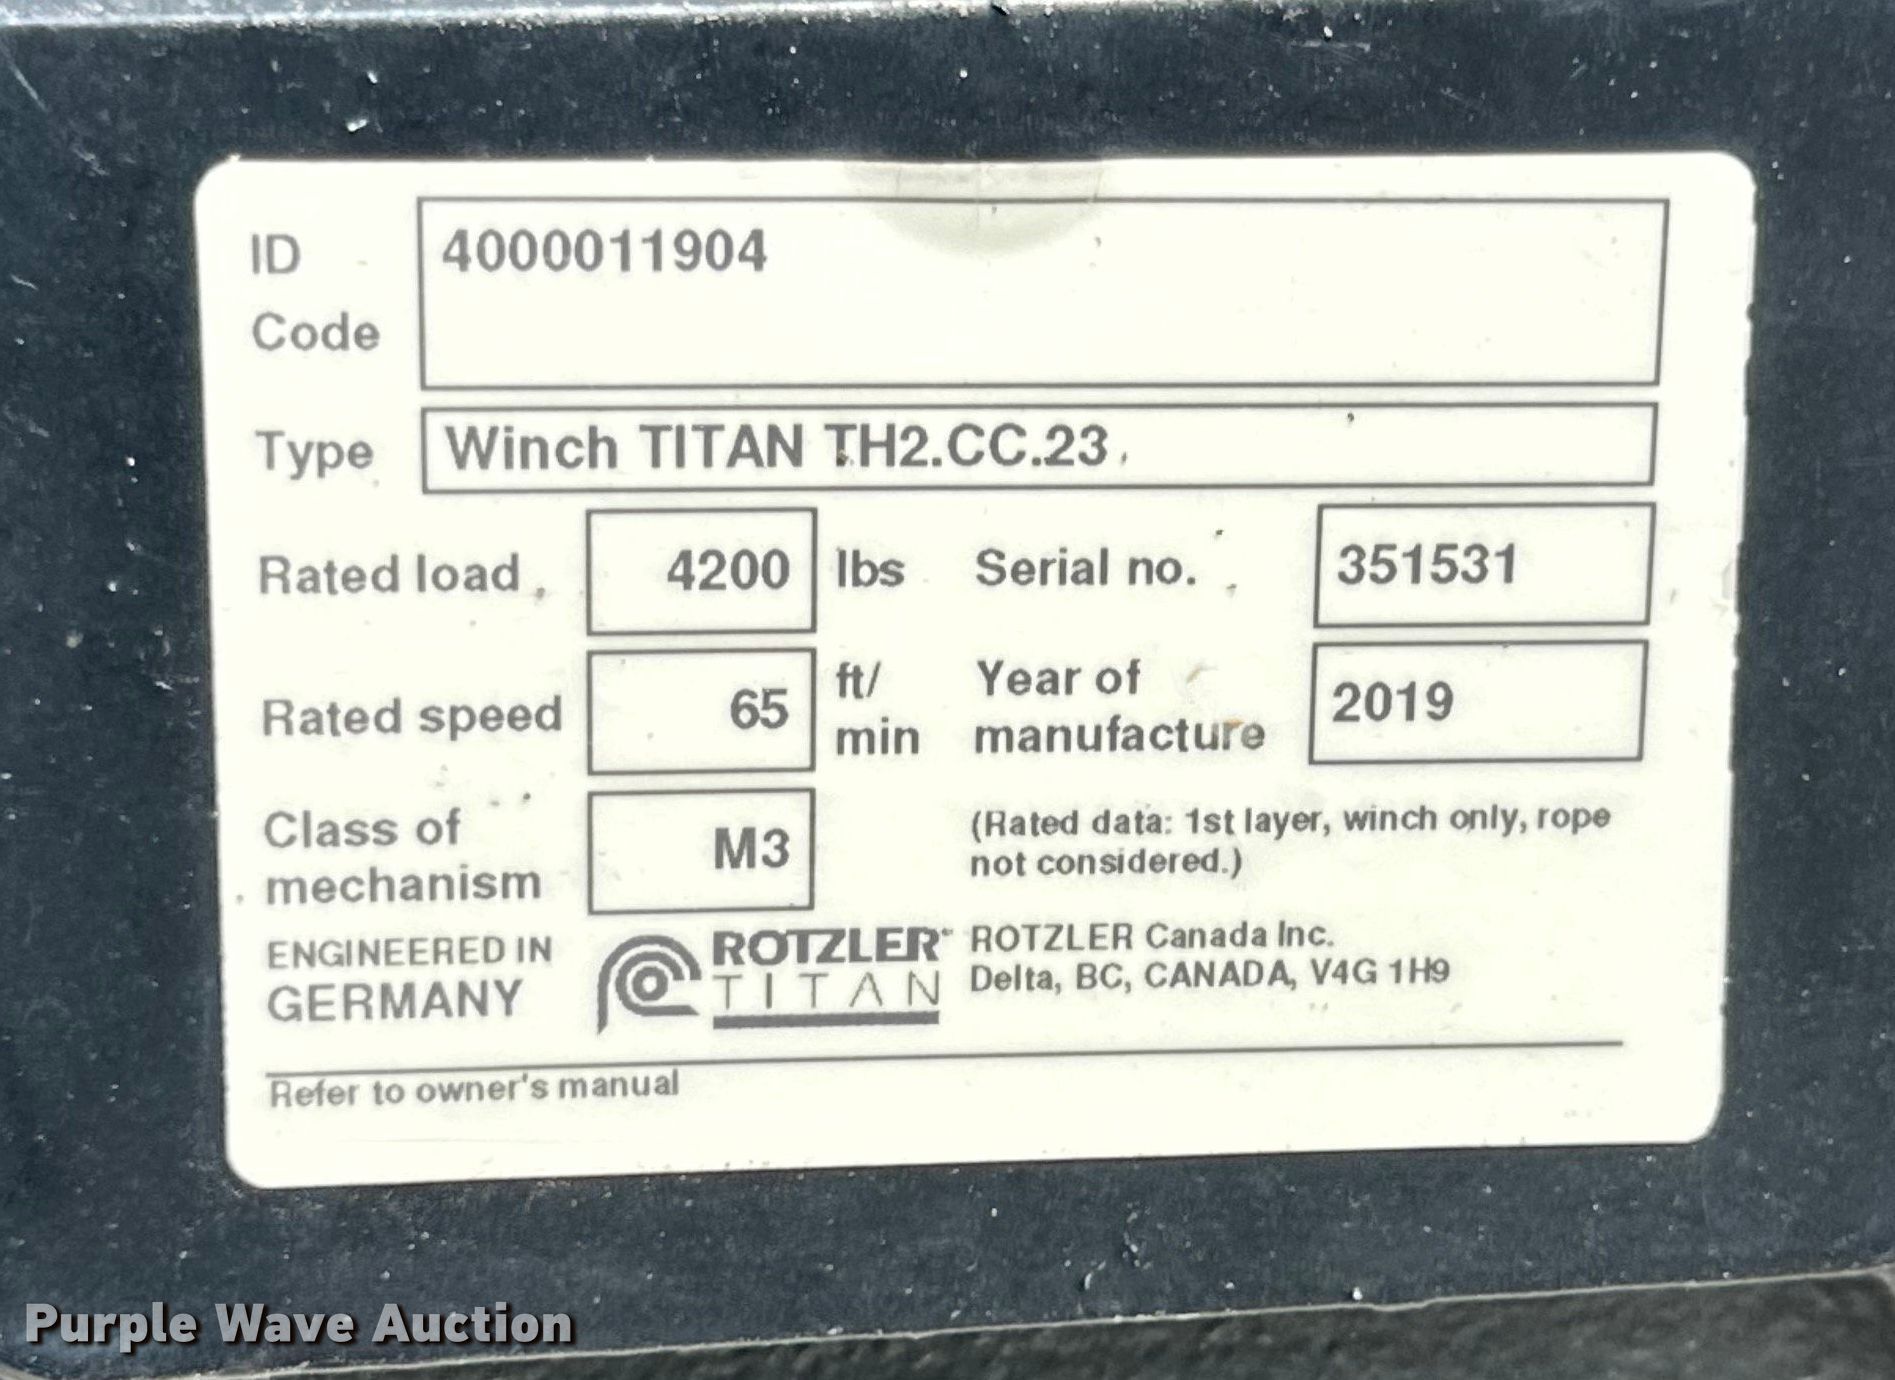 ID
Code
4000011904
Type
Winch TITAN TH2.CC.23
Rated load
4200
lbs
Serial no.
351531
Rated speed
65
ft/
min
Year of
manufacture
2019
Class of
mechanism
M3
(Rated data: 1st layer, winch only, rope
not considered.)
ENGINEERED IN
GERMANY
ROTZLER
TITAN
ROTZLER Canada Inc.
Delta, BC, CANADA, V4G 1H9
Refer to owner's manual
Purple Wave Auction